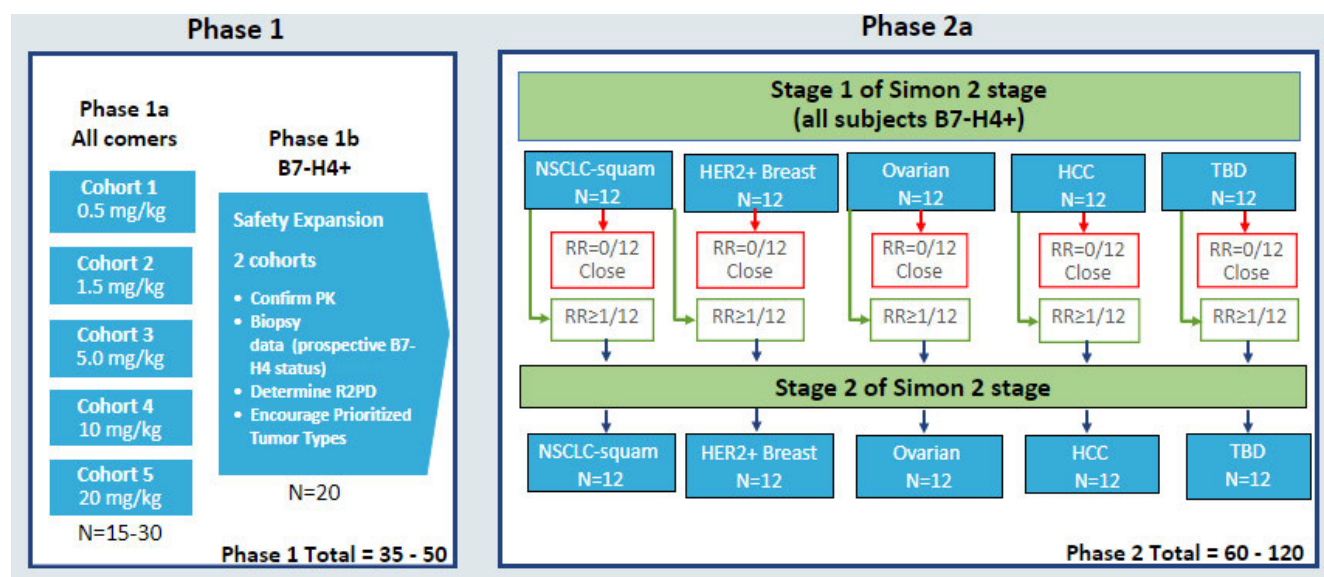 Phase 1
Phase 1a
All comers
Cohort 1
0.5 mg/kg
Cohort 2
1.5 mg/kg
Cohort 3
5.0 mg/kg
Cohort 4
10 mg/kg
Cohort 5
20 mg/kg
N=15-30
Phase 1b
B7-H4+
Safety Expansion
2 cohorts
• Confirm PK
• Biopsy
data (prospective B7-
H4 status)
• Determine R2PD
• Encourage Prioritized
Tumor Types
N=20
Phase 1 Total = 35 - 50
Phase 2a
Stage 1 of Simon 2 stage
(all subjects B7-H4+)
NSCLC-squam
N=12
HER2+ Breast
N=12
Ovarian
N=12
HCC
N=12
TBD
N=12
RR=0/12
Close
RR=0/12
Close
RR=0/12
Close
RR=0/12
Close
RR=0/12
Close
RR≥1/12
RR≥1/12
RR≥1/12
RR≥1/12
RR≥1/12
Stage 2 of Simon 2 stage
NSCLC-squam
N=12
HER2+ Breast
N=12
Ovarian
N=12
HCC
N=12
TBD
N=12
Phase 2 Total = 60 - 120